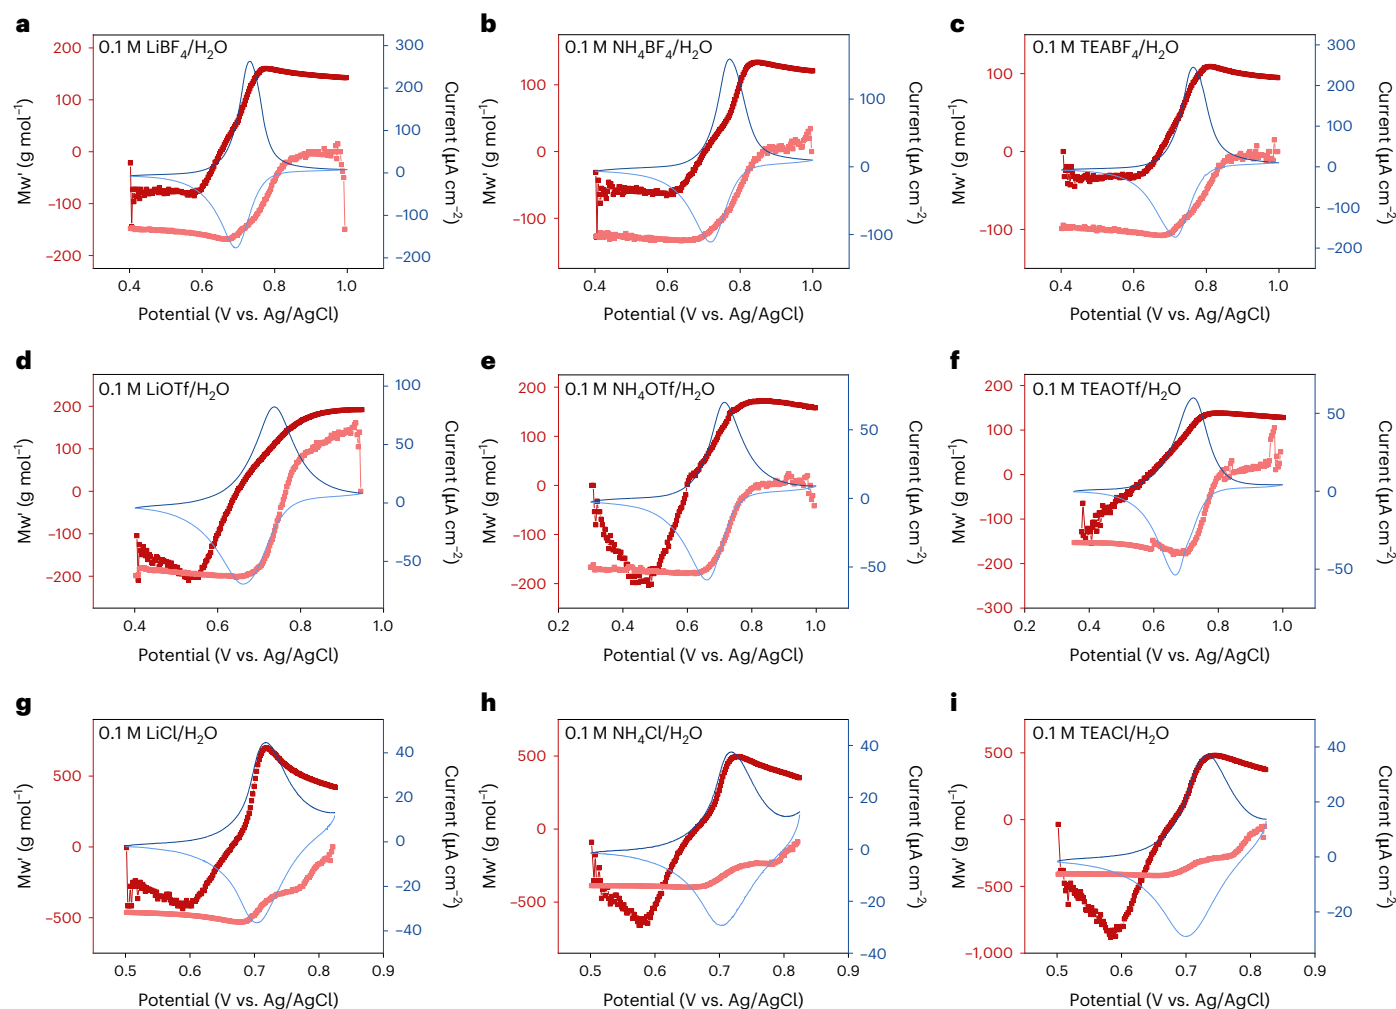 a
0.1 M LiBF₄/H₂O
200
100
0
−100
−200
Mw' (g mol⁻¹)
300
200
100
0
−100
−200
Current (µA cm⁻²)
0.4 0.6 0.8 1.0
Potential (V vs. Ag/AgCl)
b
0.1 M NH₄BF₄/H₂O
100
0
−100
Mw' (g mol⁻¹)
100
0
−100
Current (µA cm⁻²)
0.4 0.6 0.8 1.0
Potential (V vs. Ag/AgCl)
c
0.1 M TEABF₄/H₂O
100
0
−100
Mw' (g mol⁻¹)
300
200
100
0
−100
−200
Current (µA cm⁻²)
0.4 0.6 0.8 1.0
Potential (V vs. Ag/AgCl)
d
0.1 M LiOTf/H₂O
200
100
0
−100
−200
Mw' (g mol⁻¹)
100
50
0
−50
Current (µA cm⁻²)
0.4 0.6 0.8 1.0
Potential (V vs. Ag/AgCl)
e
0.1 M NH₄OTf/H₂O
200
100
0
−100
−200
Mw' (g mol⁻¹)
50
0
−50
Current (µA cm⁻²)
0.2 0.4 0.6 0.8 1.0
Potential (V vs. Ag/AgCl)
f
0.1 M TEAOTf/H₂O
200
100
0
−100
−200
−300
Mw' (g mol⁻¹)
50
0
−50
Current (µA cm⁻²)
0.2 0.4 0.6 0.8 1.0
Potential (V vs. Ag/AgCl)
g
0.1 M LiCl/H₂O
500
0
−500
Mw' (g mol⁻¹)
40
20
0
−20
−40
Current (µA cm⁻²)
0.5 0.6 0.7 0.8 0.9
Potential (V vs. Ag/AgCl)
h
0.1 M NH₄Cl/H₂O
500
0
−500
Mw' (g mol⁻¹)
40
20
0
−20
−40
Current (µA cm⁻²)
0.5 0.6 0.7 0.8 0.9
Potential (V vs. Ag/AgCl)
i
0.1 M TEACl/H₂O
500
0
−500
−1,000
Mw' (g mol⁻¹)
40
20
0
−20
Current (µA cm⁻²)
0.5 0.6 0.7 0.8 0.9
Potential (V vs. Ag/AgCl)